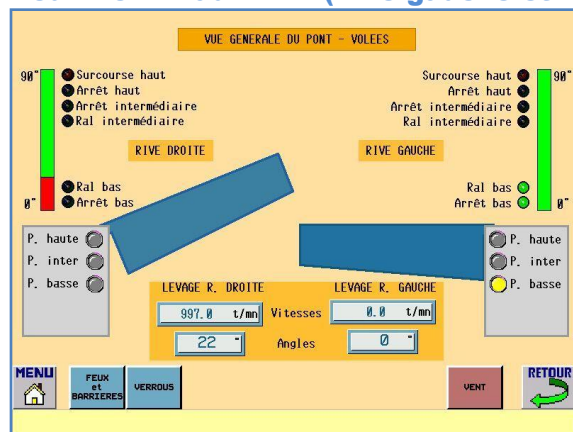 VUE GENERALE DU PONT - VOLEES
90° Surcourse haut Surcourse haut 90°
Arrêt haut Arrêt haut
Arrêt intermédiaire Arrêt intermédiaire
Ral intermédiaire Ral intermédiaire
RIVE DROITE RIVE GAUCHE
Ral bas Ral bas
0° Arrêt bas Arrêt bas 0°
P. haute P. haute
P. inter P. inter
P. basse P. basse
LEVAGE R. DROITE LEVAGE R. GAUCHE
997.0 t/mn Vitesses 0.0 t/mn
22 ° Angles 0 °
MENU
FEUX
et
BARRIERES
VERROUS
VENT
RETOUR